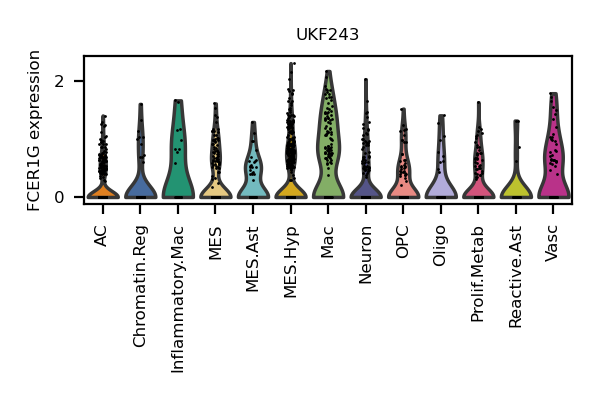 UKF243
FCER1G expression
2
0
AC
Chromatin.Reg
Inflammatory.Mac
MES
MES.Ast
MES.Hyp
Mac
Neuron
OPC
Oligo
Prolif.Metab
Reactive.Ast
Vasc